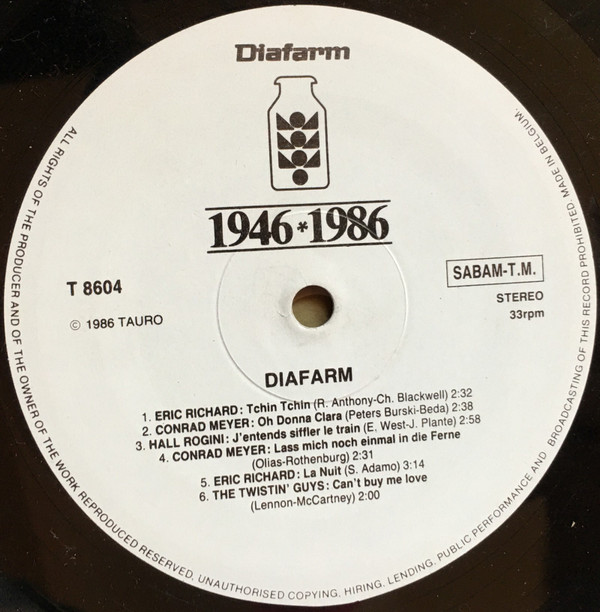 Diafarm
1946*1986
T 8604
© 1986 TAURO
SABAM-T.M.
STEREO
33rpm
DIAFARM
1. ERIC RICHARD: Tchin Tchin (R. Anthony-Ch. Blackwell) 2:32
2. CONRAD MEYER: Oh Donna Clara (Peters Burski-Beda) 2:38
3. HALL ROGINI: J'entends siffler le train (E. West-J. Plante) 2:58
4. CONRAD MEYER: Lass mich noch einmal in die Ferne
(Olias-Rothenburg) 2:31
5. ERIC RICHARD: La Nuit (S. Adamo) 3:14
6. THE TWISTIN' GUYS: Can't buy me love
(Lennon-McCartney) 2:00
ALL RIGHTS OF THE PRODUCER AND OF THE OWNER OF THE WORK REPRODUCED RESERVED. UNAUTHORISED COPYING, HIRING, LENDING, PUBLIC PERFORMANCE AND BROADCASTING OF THIS RECORD PROHIBITED. MADE IN BELGIUM.